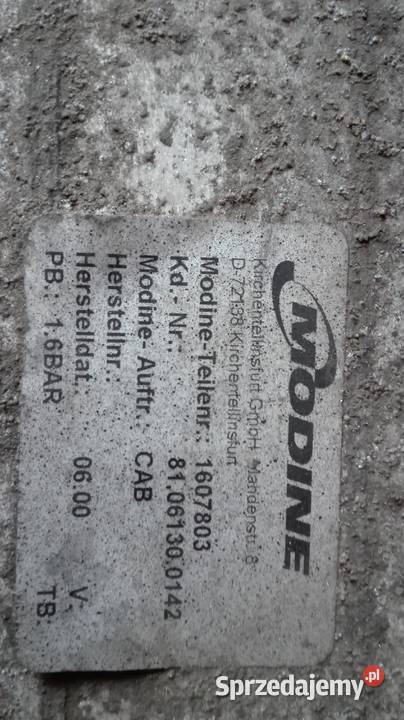 MODINE
Kirchentellinsfurt GmbH Mardenstr. 8
D-72138 Kirchentellinsfurt
Modine-Teilenr.: 1607803
Kd.- Nr.: 81.06130.0142
Modine- Auftr.: CAB
Herstellnr.:
Herstelldat.: 06.00 V:
PB.: 1.6BAR TB:
Sprzedajemy.pl